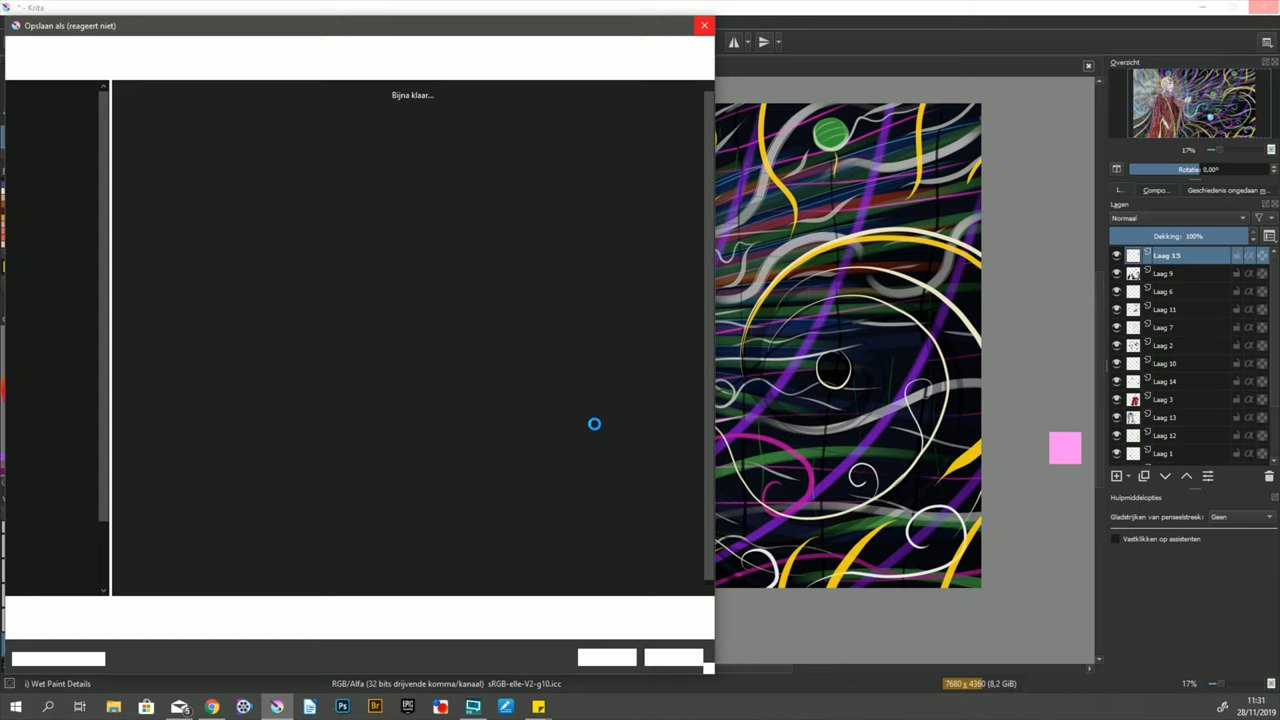 * - Krita
Opslaan als (reageert niet)
Bijna klaar...
Overzicht
17%
Rotatie: 0,00°
L...
Compo...
Geschiedenis ongedaan m...
Lagen
Normaal
Dekking: 100%
Laag 15
Laag 9
Laag 6
Laag 11
Laag 7
Laag 2
Laag 10
Laag 14
Laag 3
Laag 13
Laag 12
Laag 1
Hulpmiddelopties
Gladstrijken van penseelstreek: Geen
Vastklikken op assistenten
i) Wet Paint Details
RGB/Alfa (32 bits drijvende komma/kanaal) sRGB-elle-V2-g10.icc
7680 x 4360 (8,2 GiB)
17%
Ps
Br
EPIC
11:31
28/11/2019